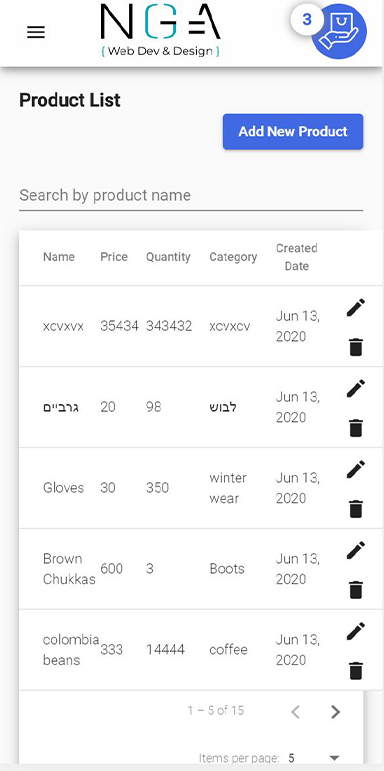 3
NGA
{ Web Dev & Design }
Product List
Add New Product
Search by product name
Name Price Quantity Category Created
Date
xcvxvx 35434 343432 xcvxcv Jun 13,
2020
גרביים 20 98 לבוש Jun 13,
2020
Gloves 30 350 winter
wear Jun 13,
2020
Brown
Chukkas 600 3 Boots Jun 13,
2020
colombia
beans 333 14444 coffee Jun 13,
2020
1 – 5 of 15
Items per page: 5